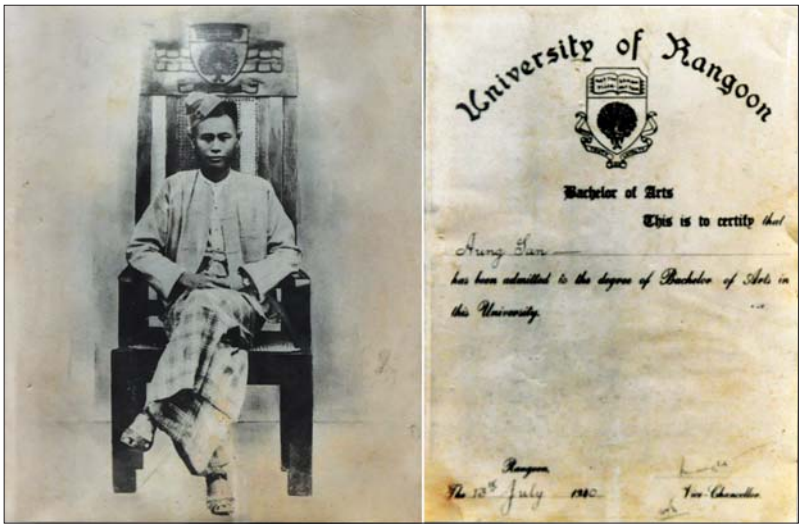 University of Rangoon
Bachelor of Arts
This is to certify that
Aung San
has been admitted to the degree of Bachelor of Arts in
this University.
Rangoon,
The 13th July 1940
Vice-Chancellor